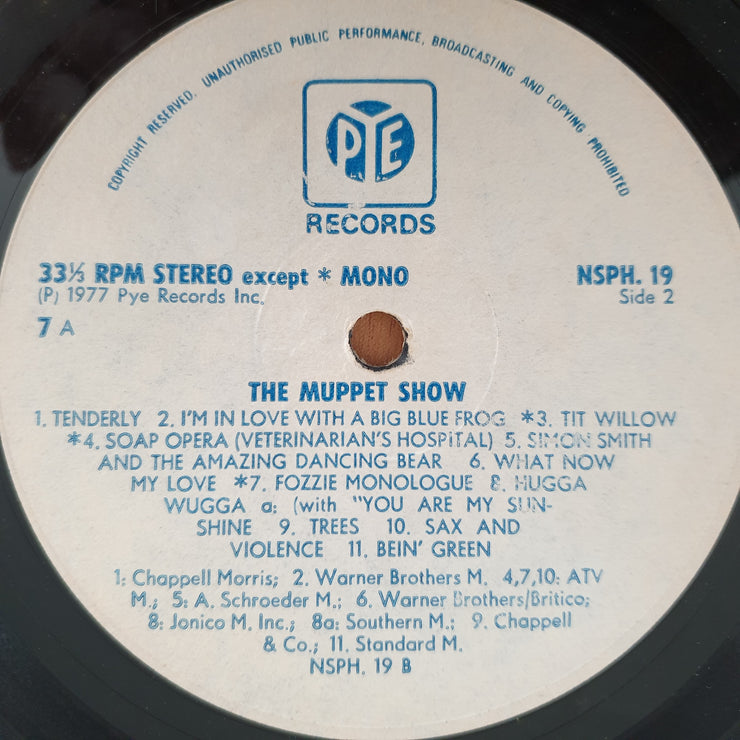 COPYRIGHT RESERVED. UNAUTHORISED PUBLIC PERFORMANCE, BROADCASTING AND COPYING PROHIBITED
PYE
RECORDS
33⅓ RPM STEREO except * MONO
NSPH. 19
(P) 1977 Pye Records Inc.
Side 2
7 A
THE MUPPET SHOW
1. TENDERLY 2. I'M IN LOVE WITH A BIG BLUE FROG *3. TIT WILLOW
*4. SOAP OPERA (VETERINARIAN'S HOSPITAL) 5. SIMON SMITH
AND THE AMAZING DANCING BEAR 6. WHAT NOW
MY LOVE *7. FOZZIE MONOLOGUE 8. HUGGA
WUGGA a: (with "YOU ARE MY SUN-
SHINE 9. TREES 10. SAX AND
VIOLENCE 11. BEIN' GREEN
1: Chappell Morris; 2. Warner Brothers M. 4,7,10: ATV
M.; 5: A. Schroeder M.; 6. Warner Brothers/Britico;
8: Jonico M. Inc.; 8a: Southern M.; 9. Chappell
& Co.; 11. Standard M.
NSPH. 19 B